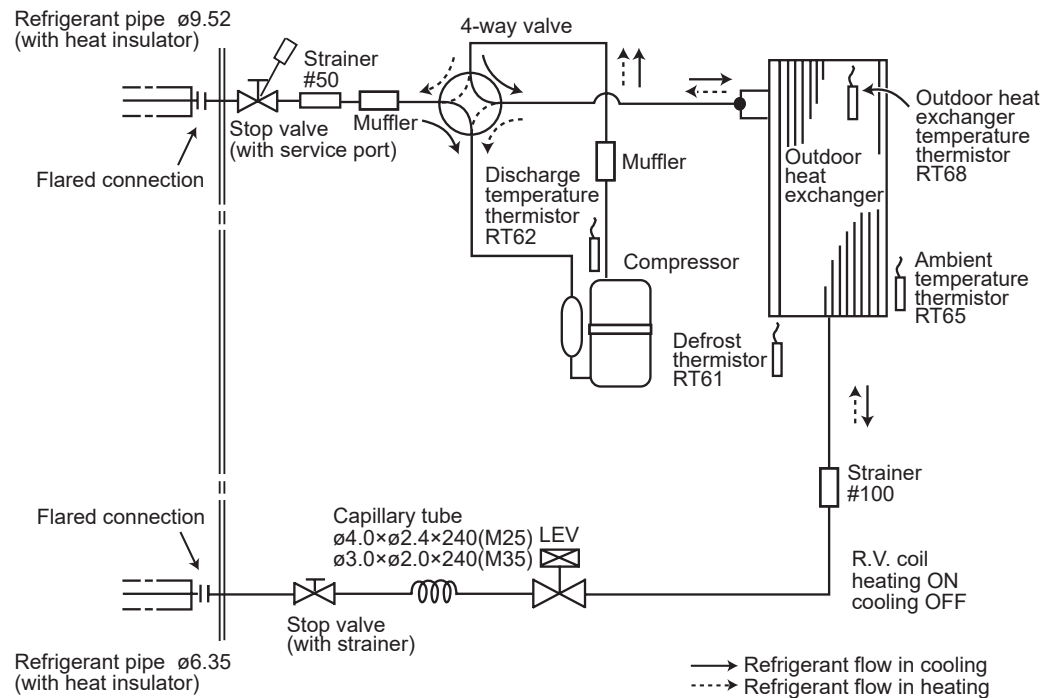 Refrigerant pipe ø9.52
(with heat insulator)
4-way valve
Strainer
#50
Stop valve
(with service port)
Muffler
Flared connection
Discharge
temperature
thermistor
RT62
Muffler
Compressor
Outdoor
heat
exchanger
Outdoor heat
exchanger
temperature
thermistor
RT68
Ambient
temperature
thermistor
RT65
Defrost
thermistor
RT61
Strainer
#100
Flared connection
Capillary tube
ø4.0×ø2.4×240(M25)
ø3.0×ø2.0×240(M35)
LEV
R.V. coil
heating ON
cooling OFF
Stop valve
(with strainer)
Refrigerant pipe ø6.35
(with heat insulator)
Refrigerant flow in cooling
Refrigerant flow in heating